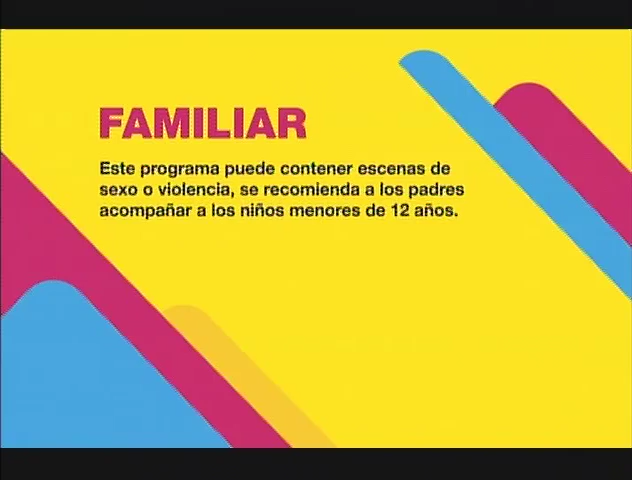 FAMILIAR
Este programa puede contener escenas de
sexo o violencia, se recomienda a los padres
acompañar a los niños menores de 12 años.